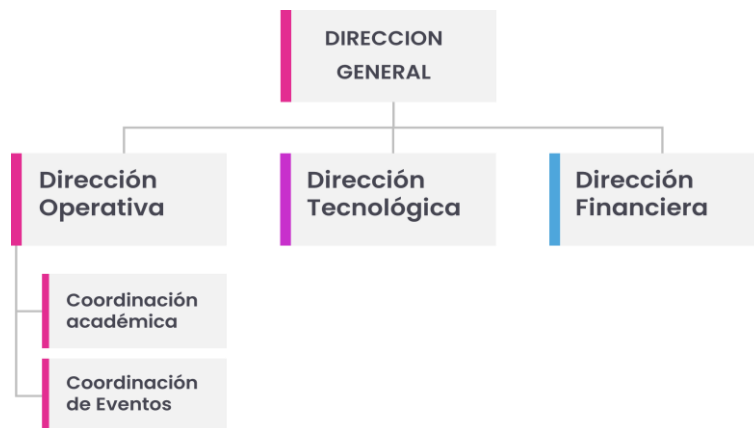 DIRECCION
GENERAL
Dirección
Operativa
Dirección
Tecnológica
Dirección
Financiera
Coordinación
académica
Coordinación
de Eventos